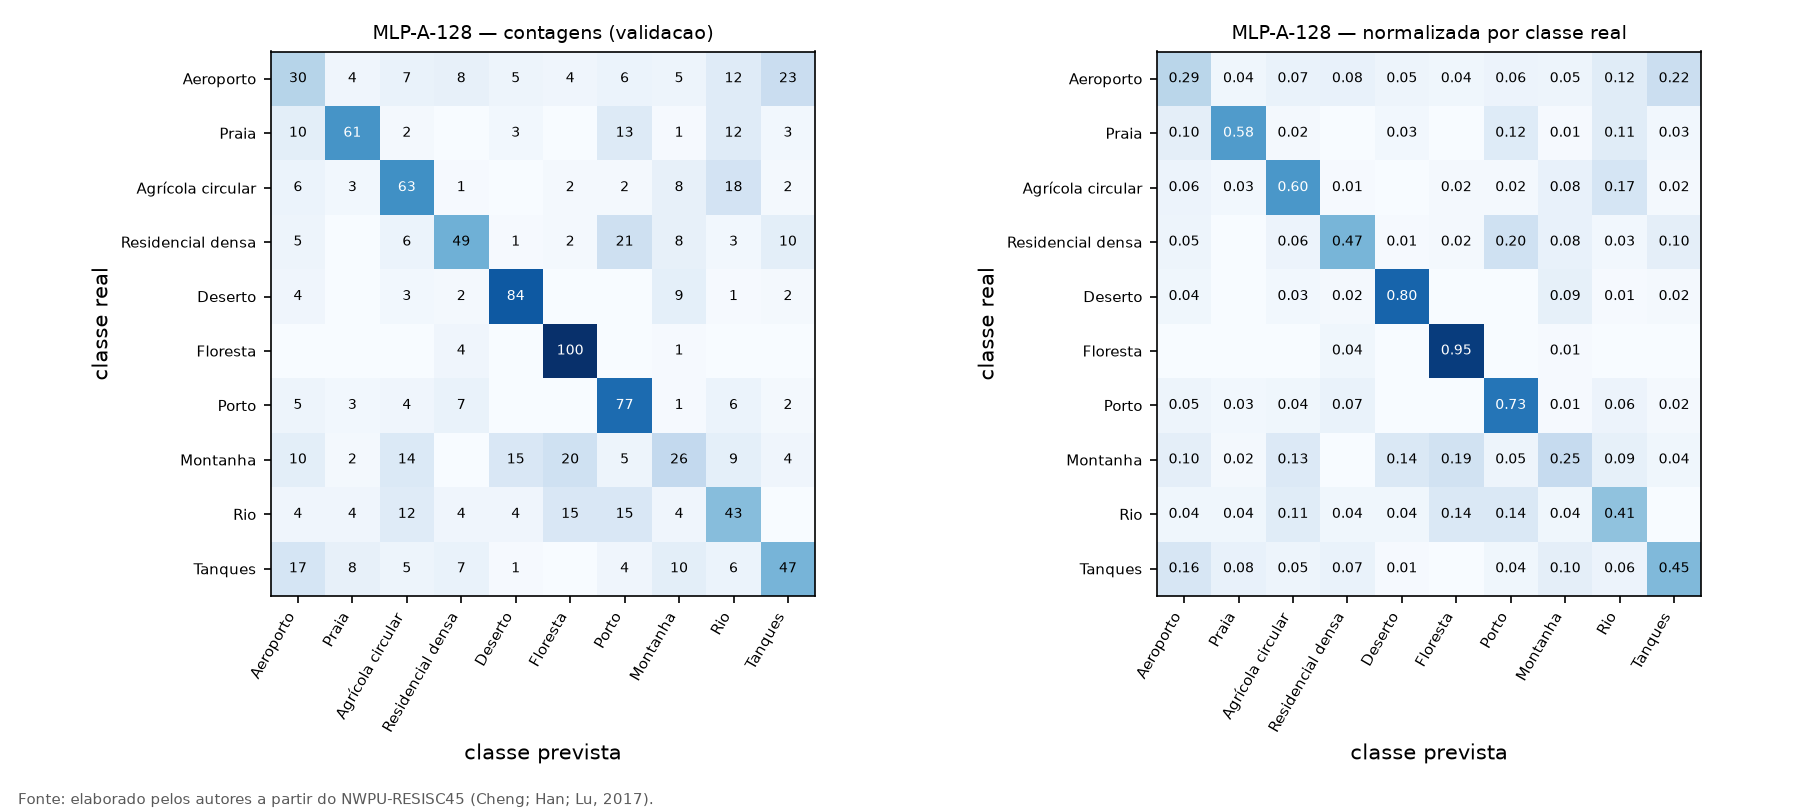 MLP-A-128 — contagens (validacao)
classe real
Aeroporto 30 4 7 8 5 4 6 5 12 23
Praia 10 61 2 3 13 1 12 3
Agrícola circular 6 3 63 1 2 2 8 18 2
Residencial densa 5 6 49 1 2 21 8 3 10
Deserto 4 3 2 84 9 1 2
Floresta 4 100 1
Porto 5 3 4 7 77 1 6 2
Montanha 10 2 14 15 20 5 26 9 4
Rio 4 4 12 4 4 15 15 4 43
Tanques 17 8 5 7 1 4 10 6 47
Aeroporto Praia Agrícola circular Residencial densa Deserto Floresta Porto Montanha Rio Tanques
classe prevista
MLP-A-128 — normalizada por classe real
classe real
Aeroporto 0.29 0.04 0.07 0.08 0.05 0.04 0.06 0.05 0.12 0.22
Praia 0.10 0.58 0.02 0.03 0.12 0.01 0.11 0.03
Agrícola circular 0.06 0.03 0.60 0.01 0.02 0.02 0.08 0.17 0.02
Residencial densa 0.05 0.06 0.47 0.01 0.02 0.20 0.08 0.03 0.10
Deserto 0.04 0.03 0.02 0.80 0.09 0.01 0.02
Floresta 0.04 0.95 0.01
Porto 0.05 0.03 0.04 0.07 0.73 0.01 0.06 0.02
Montanha 0.10 0.02 0.13 0.14 0.19 0.05 0.25 0.09 0.04
Rio 0.04 0.04 0.11 0.04 0.04 0.14 0.14 0.04 0.41
Tanques 0.16 0.08 0.05 0.07 0.01 0.04 0.10 0.06 0.45
Aeroporto Praia Agrícola circular Residencial densa Deserto Floresta Porto Montanha Rio Tanques
classe prevista
Fonte: elaborado pelos autores a partir do NWPU-RESISC45 (Cheng; Han; Lu, 2017).